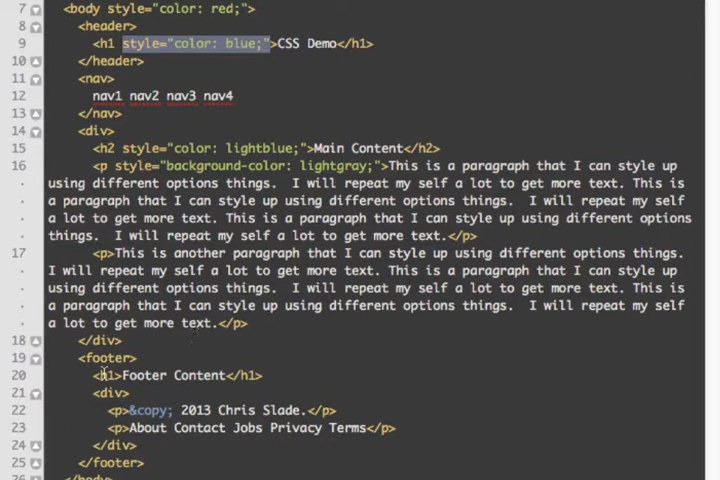 7 <body style="color: red;">
8 <header>
9 <h1 style="color: blue;">CSS Demo</h1>
10 </header>
11 <nav>
12 nav1 nav2 nav3 nav4
13 </nav>
14 <div>
15 <h2 style="color: lightblue;">Main Content</h2>
16 <p style="background-color: lightgray;">This is a paragraph that I can style up
using different options things.  I will repeat my self a lot to get more text. This is
a paragraph that I can style up using different options things.  I will repeat my self
a lot to get more text. This is a paragraph that I can style up using different options
things.  I will repeat my self a lot to get more text.</p>
17 <p>This is another paragraph that I can style up using different options things.
I will repeat my self a lot to get more text. This is a paragraph that I can style up
using different options things.  I will repeat my self a lot to get more text. This is
a paragraph that I can style up using different options things.  I will repeat my self
a lot to get more text.</p>
18 </div>
19 <footer>
20 <h1>Footer Content</h1>
21 <div>
22 <p>&copy; 2013 Chris Slade.</p>
23 <p>About Contact Jobs Privacy Terms</p>
24 </div>
25 </footer>
26 </body>